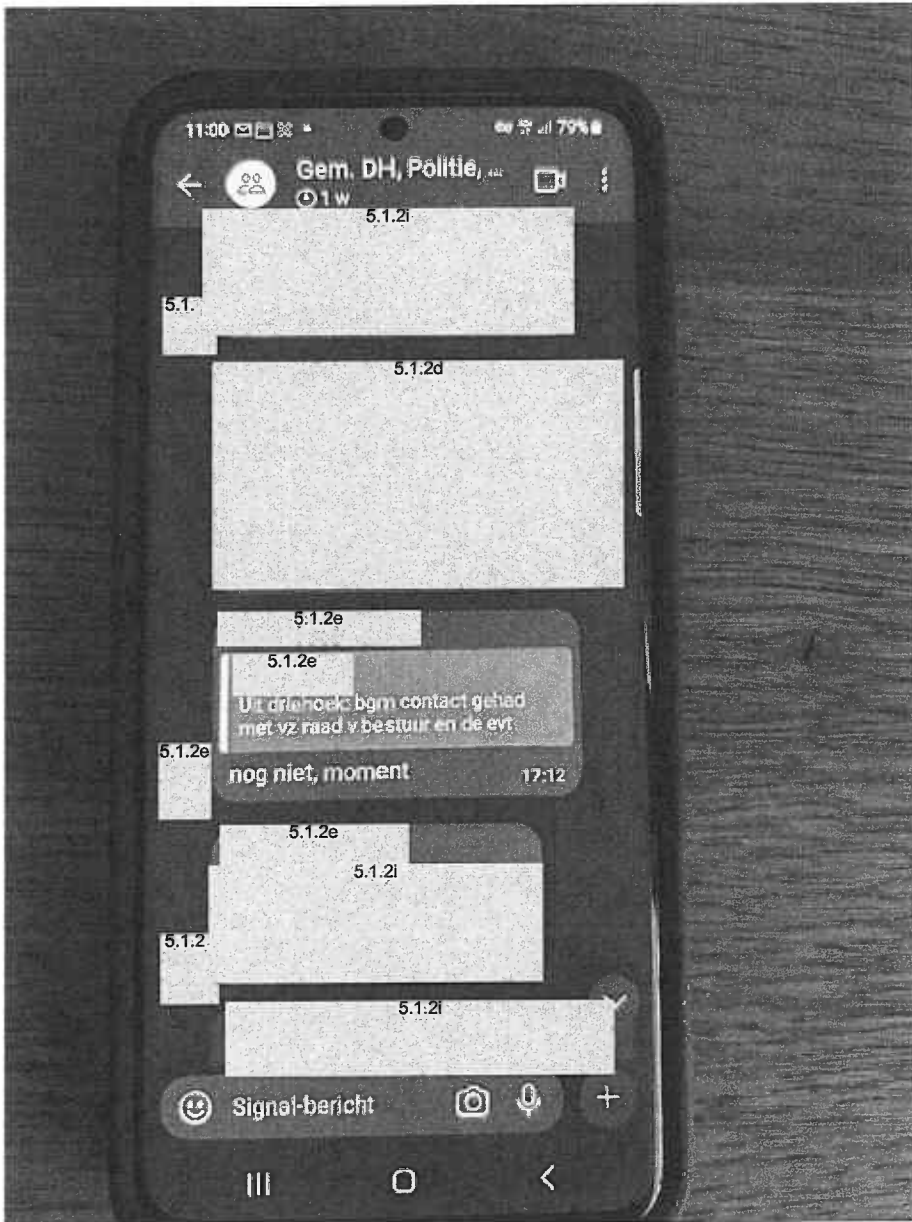 11:00 79%
Gem. DH, Politie, ...
1 w
5.1.2i
5.1.
5.1.2d
5.1.2e
5.1.2e
Uit driehoek: bgm contact gehad
met vz raad v bestuur en de evt
5.1.2e
nog niet, moment 17:12
5.1.2e
5.1.2i
5.1.2
5.1.2i
Signal-bericht